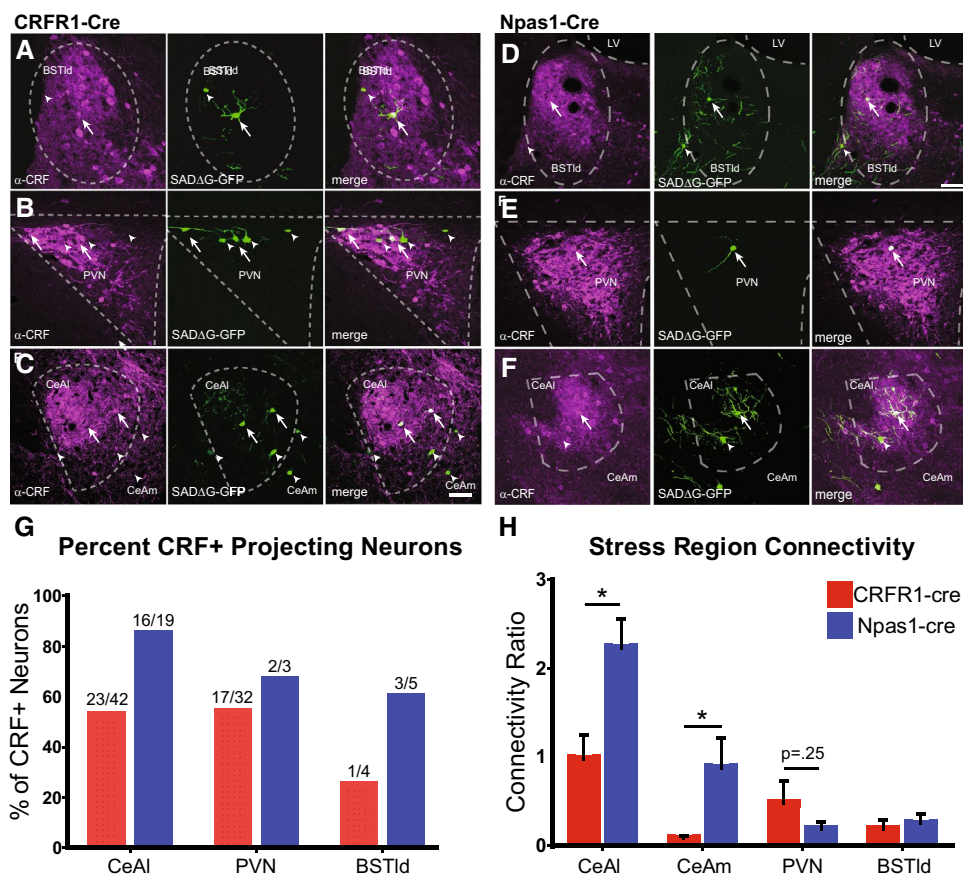 CRFR1-Cre
Npas1-Cre
A
BSTld
α-CRF
BSTld
SADΔG-GFP
BSTld
merge
D
BSTld
α-CRF
LV
SADΔG-GFP
LV
BSTld
merge
B
PVN
α-CRF
PVN
SADΔG-GFP
PVN
merge
E
PVN
α-CRF
PVN
SADΔG-GFP
PVN
merge
C
CeAl
CeAm
α-CRF
CeAl
CeAm
SADΔG-GFP
CeAl
CeAm
merge
F
CeAl
CeAm
α-CRF
CeAl
CeAm
SADΔG-GFP
CeAl
CeAm
merge
G
Percent CRF+ Projecting Neurons
% of CRF+ Neurons
100
80
60
40
20
0
23/42
16/19
17/32
2/3
1/4
3/5
CeAl
PVN
BSTld
H
Stress Region Connectivity
CRFR1-cre
Npas1-cre
Connectivity Ratio
3
2
1
0
*
*
p=.25
CeAl
CeAm
PVN
BSTld